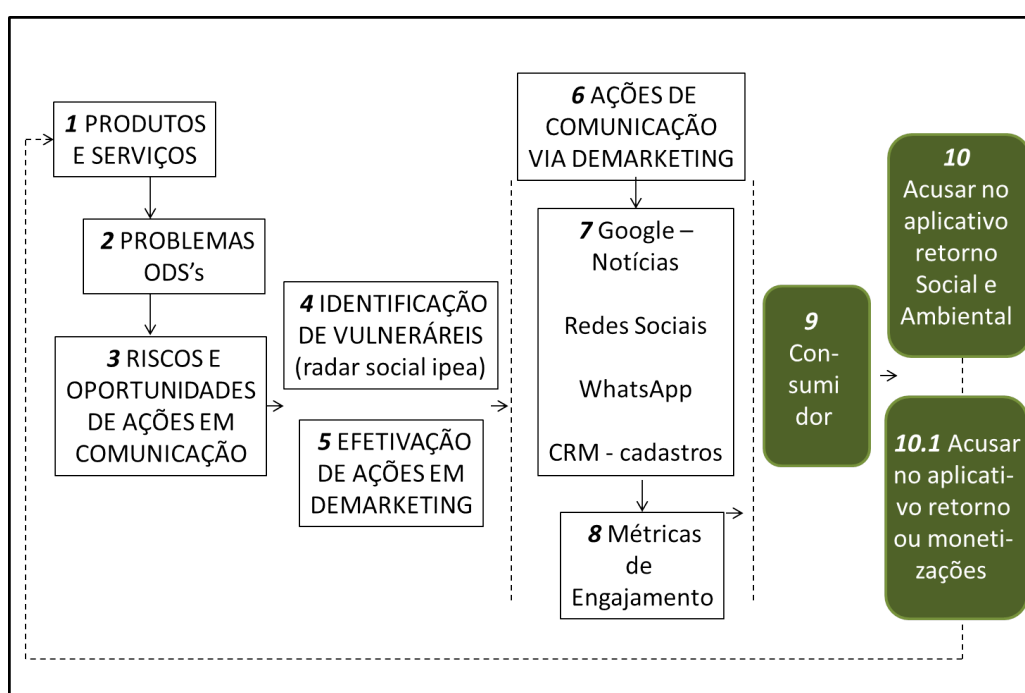 1 PRODUTOS
E SERVIÇOS
2 PROBLEMAS
ODS’s
3 RISCOS E
OPORTUNIDADES
DE AÇÕES EM
COMUNICAÇÃO
4 IDENTIFICAÇÃO
DE VULNERÁREIS
(radar social ipea)
5 EFETIVAÇÃO
DE AÇÕES EM
DEMARKETING
6 AÇÕES DE
COMUNICAÇÃO
VIA DEMARKETING
7 Google –
Notícias
Redes Sociais
WhatsApp
CRM - cadastros
8 Métricas
de
Engajamento
9
Con-
sumi
dor
10
Acusar no
aplicativo
retorno
Social e
Ambiental
10.1 Acusar
no aplicati-
vo retorno
ou moneti-
zações